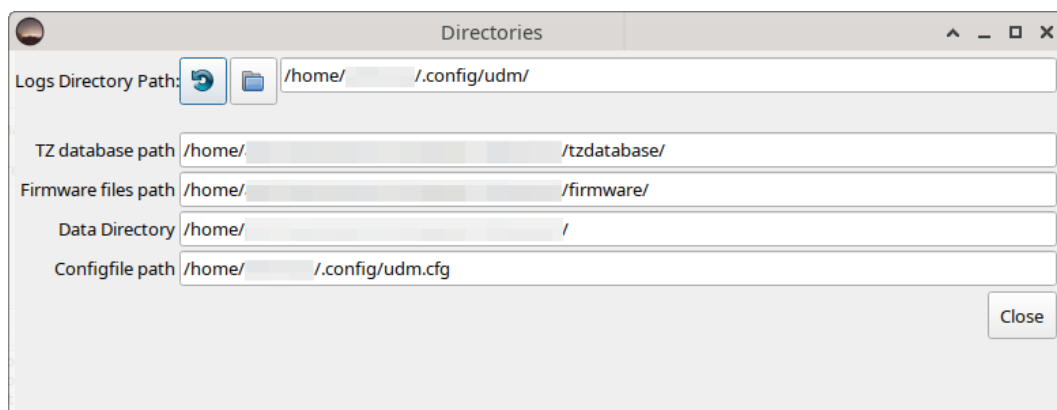 Directories
Logs Directory Path: /home/ /.config/udm/
TZ database path /home/ /tzdatabase/
Firmware files path /home/ /firmware/
Data Directory /home/ /
Configfile path /home/ /.config/udm.cfg
Close